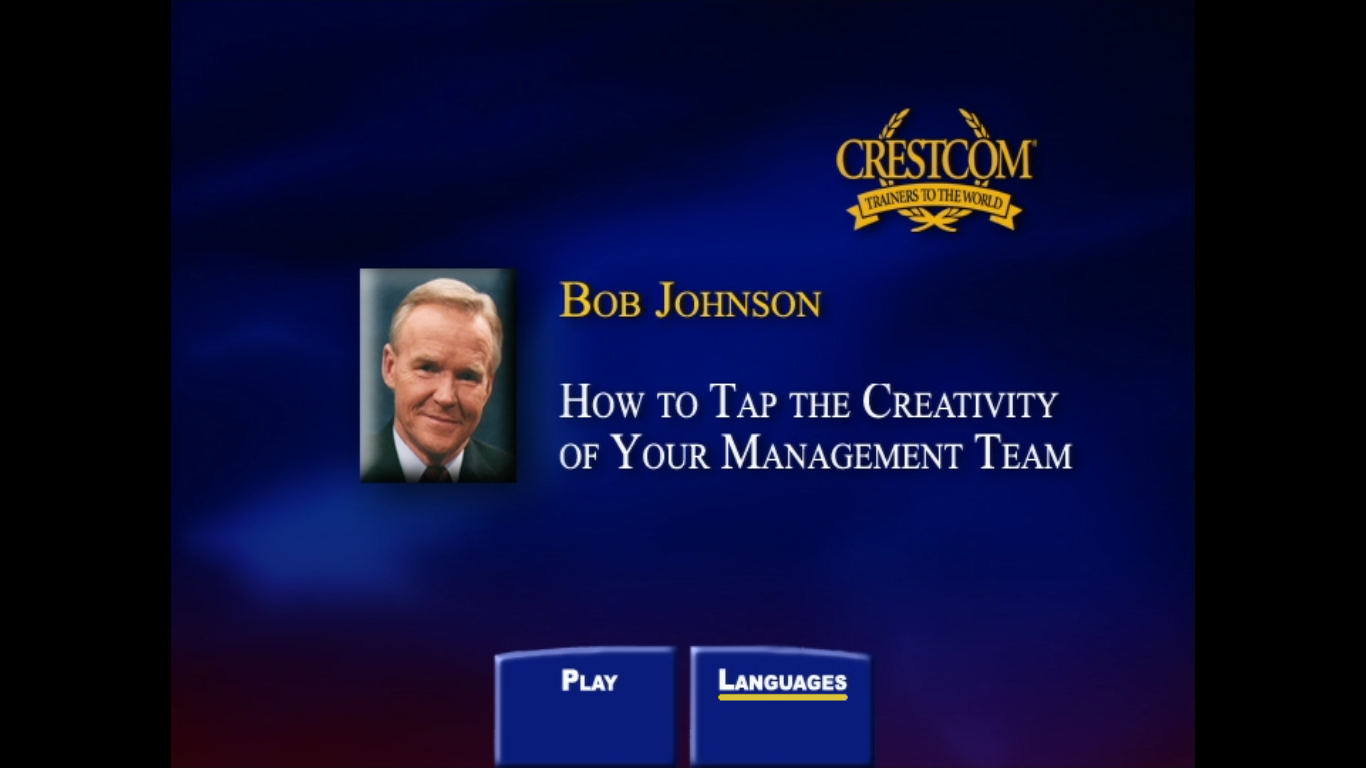 CRESTCOM®
TRAINERS TO THE WORLD
BOB JOHNSON
HOW TO TAP THE CREATIVITY
OF YOUR MANAGEMENT TEAM
PLAY
LANGUAGES